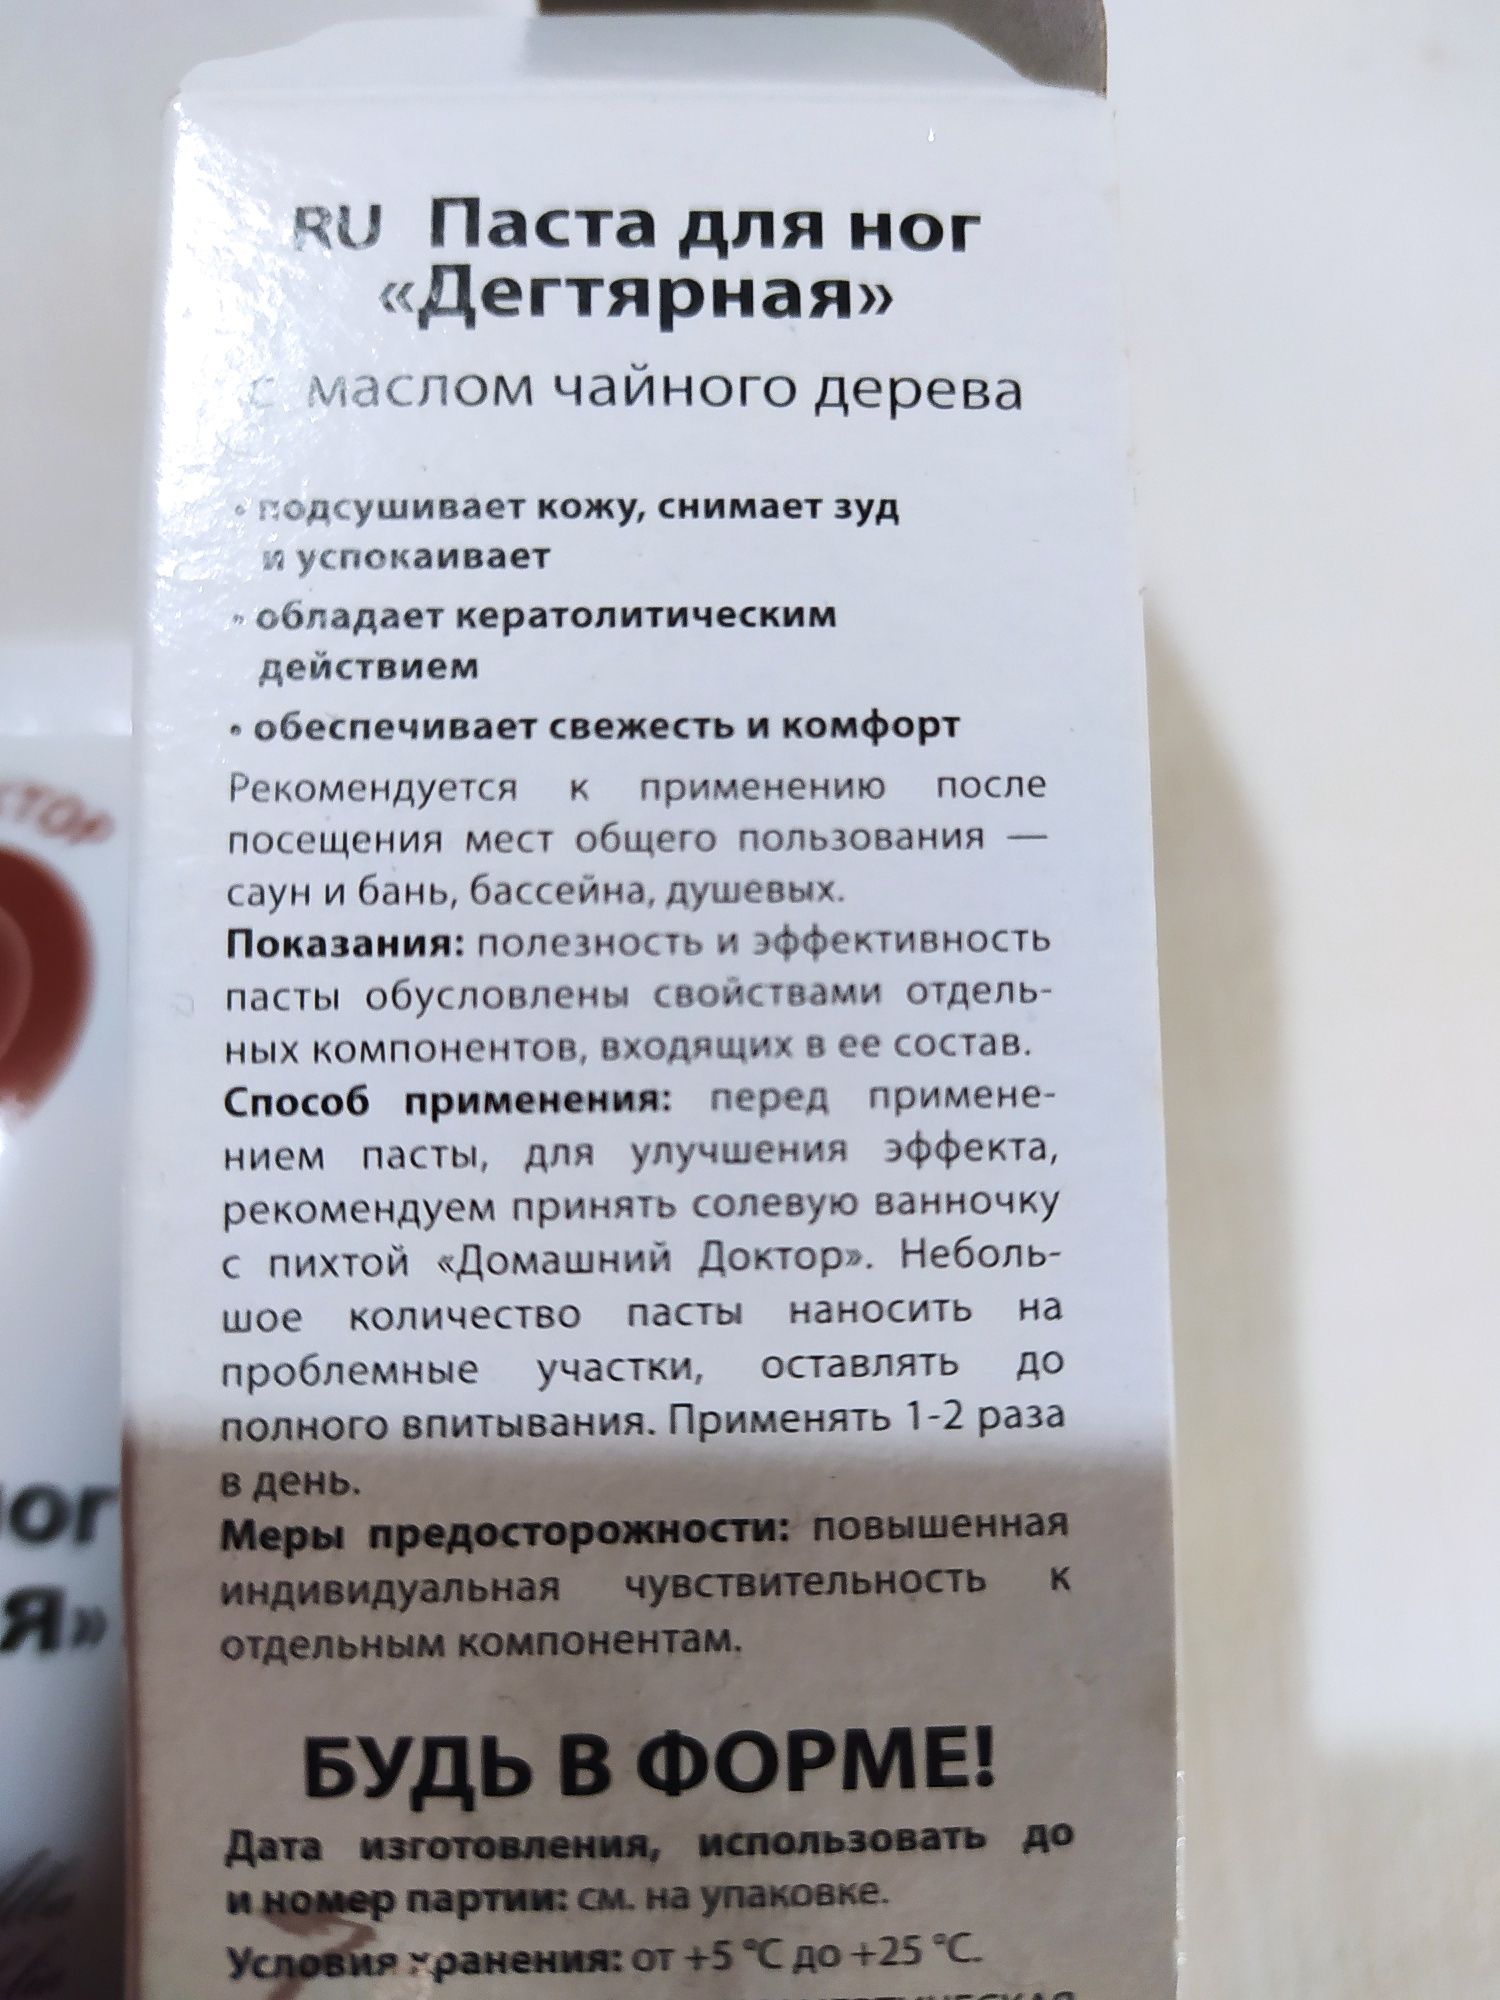 RU Паста для ног
«Дегтярная»
с маслом чайного дерева
• подсушивает кожу, снимает зуд
и успокаивает
• обладает кератолитическим
действием
• обеспечивает свежесть и комфорт
Рекомендуется к применению после
посещения мест общего пользования —
саун и бань, бассейна, душевых.
Показания: полезность и эффективность
пасты обусловлены свойствами отдель-
ных компонентов, входящих в ее состав.
Способ применения: перед примене-
нием пасты, для улучшения эффекта,
рекомендуем принять солевую ванночку
с пихтой «Домашний Доктор». Неболь-
шое количество пасты наносить на
проблемные участки, оставлять до
полного впитывания. Применять 1-2 раза
в день.
Меры предосторожности: повышенная
индивидуальная чувствительность к
отдельным компонентам.
БУДЬ В ФОРМЕ!
Дата изготовления, использовать до
и номер партии: см. на упаковке.
Условия хранения: от +5 °C до +25 °C.